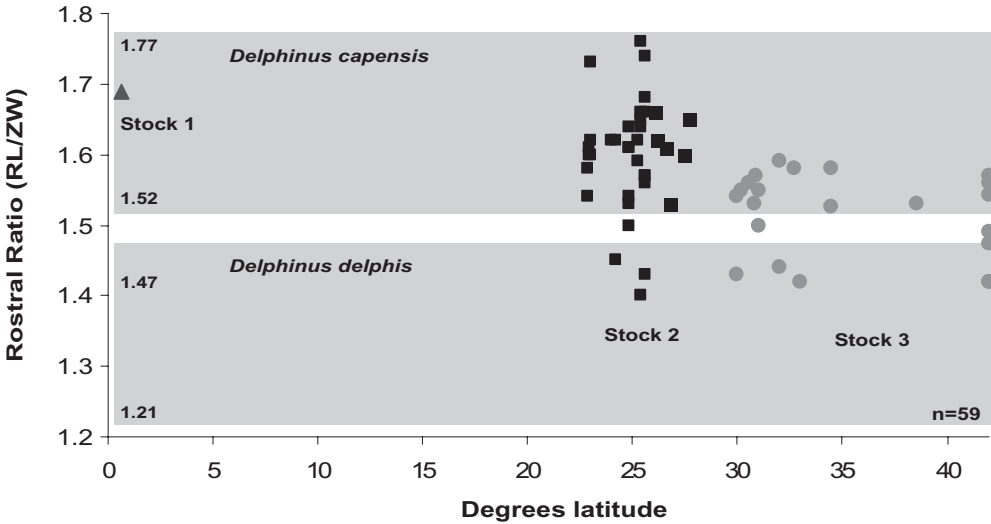 1.8
1.77
Delphinus capensis
1.7
Stock 1
1.6
1.52
1.5
Delphinus delphis
1.47
1.4
Stock 2
Stock 3
1.3
1.21
n=59
1.2
0 5 10 15 20 25 30 35 40
Degrees latitude
Rostral Ratio (RL/ZW)